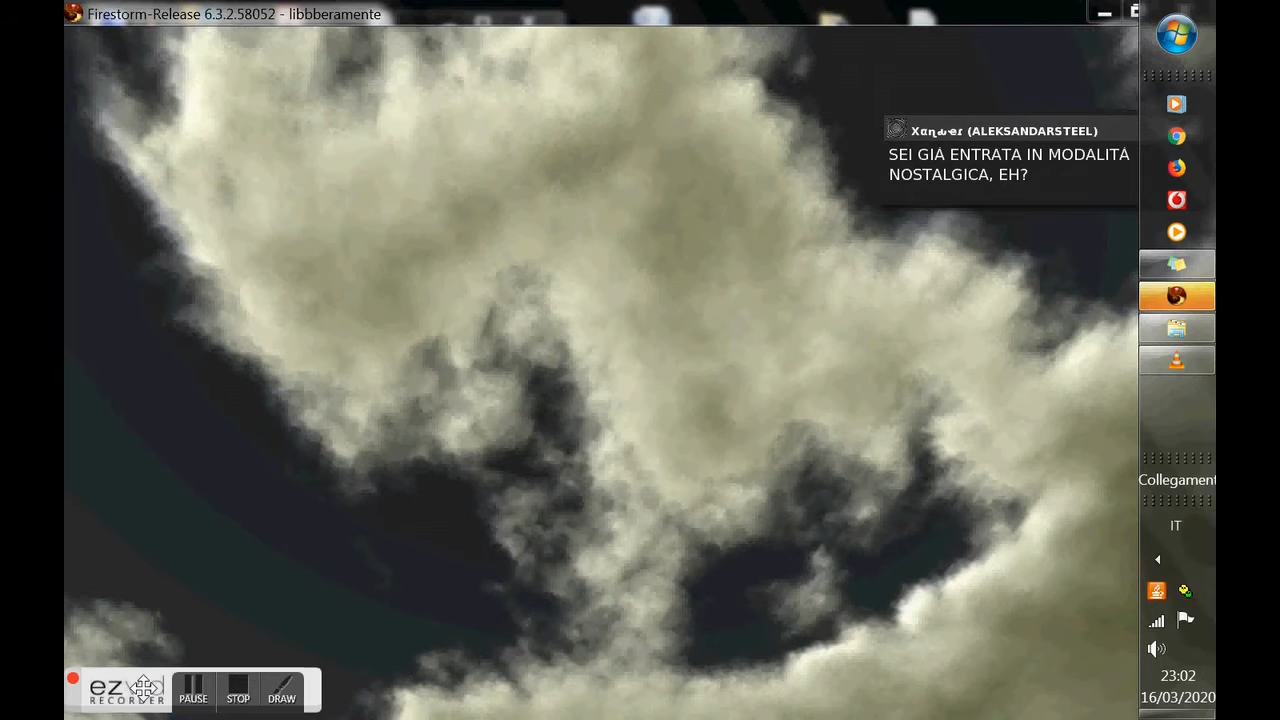 Firestorm-Release 6.3.2.58052 - libbberamente
Xαɳɯҽɾ (ALEKSANDARSTEEL)
SEI GIÀ ENTRATA IN MODALITÀ
NOSTALGICA, EH?
Collegament
IT
23:02
16/03/2020
RECORDER
PAUSE
STOP
DRAW